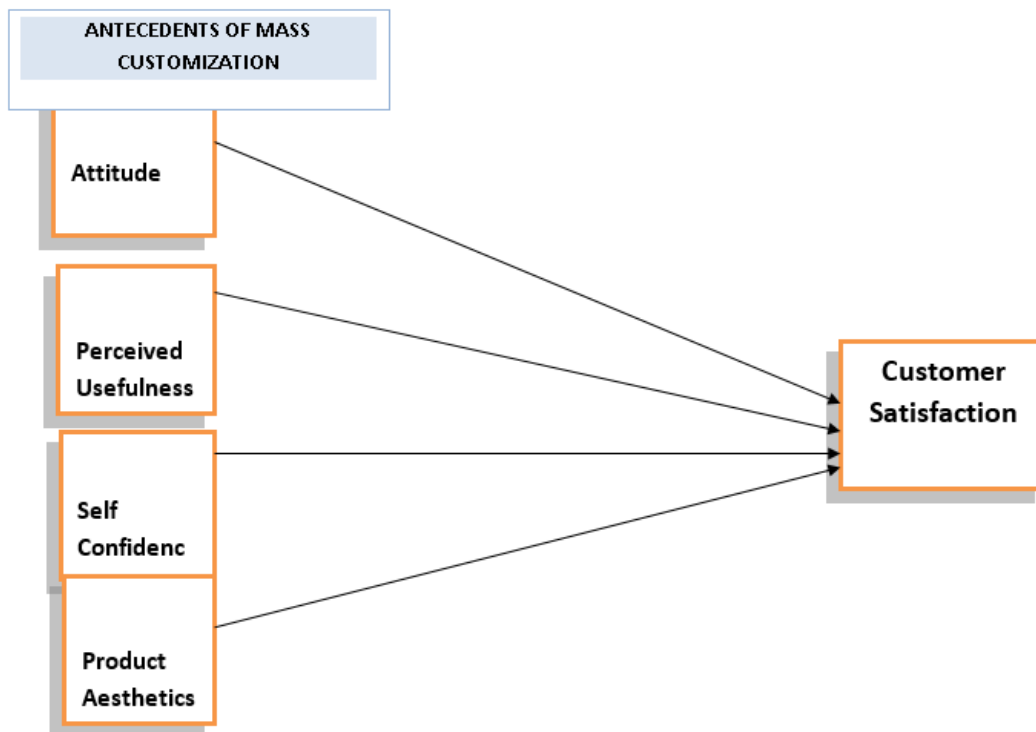 ANTECEDENTS OF MASS
CUSTOMIZATION
Attitude
Perceived
Usefulness
Self
Confidenc
Product
Aesthetics
Customer
Satisfaction